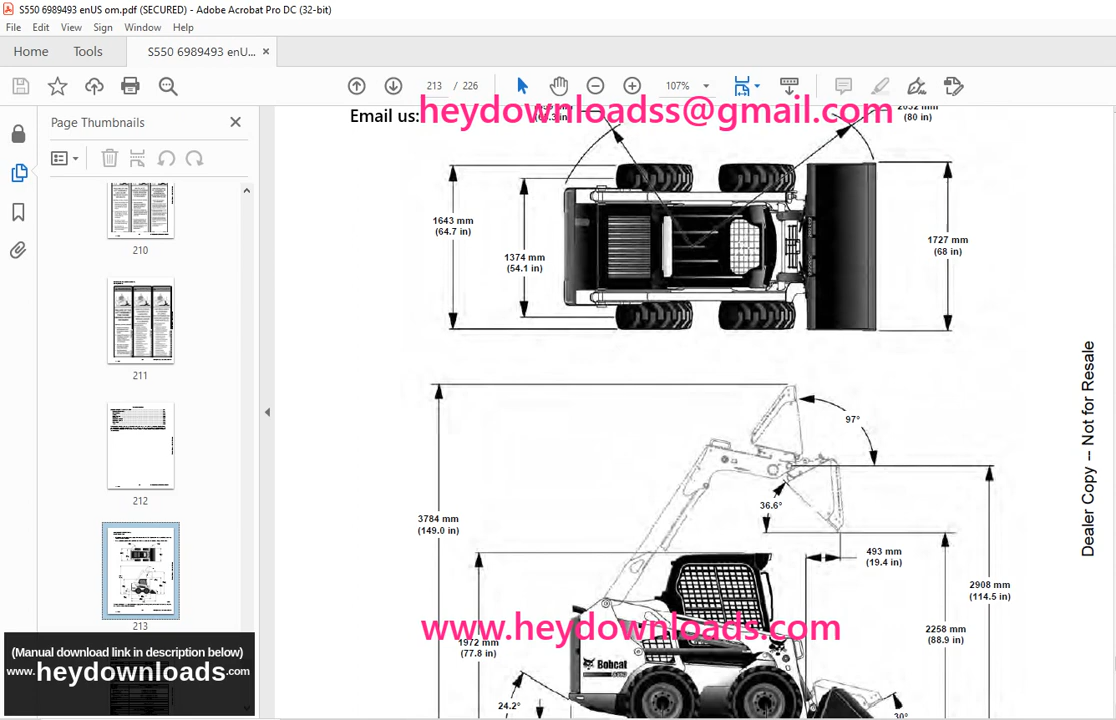 S550 6989493 enUS om.pdf (SECURED) - Adobe Acrobat Pro DC (32-bit)
File Edit View Sign Window Help
Home Tools S550 6989493 enU... ×
213 / 226 107%
Page Thumbnails
Email us:heydownloadss@gmail.com
(80 in)
1643 mm
(64.7 in)
1374 mm
(54.1 in)
1727 mm
(68 in)
210
211
212
213
97°
36.6°
3784 mm
(149.0 in)
493 mm
(19.4 in)
2908 mm
(114.5 in)
2258 mm
(88.9 in)
1972 mm
(77.8 in)
www.heydownloads.com
Bobcat
24.2°
30°
Dealer Copy -- Not for Resale
(Manual download link in description below)
www.heydownloads.com